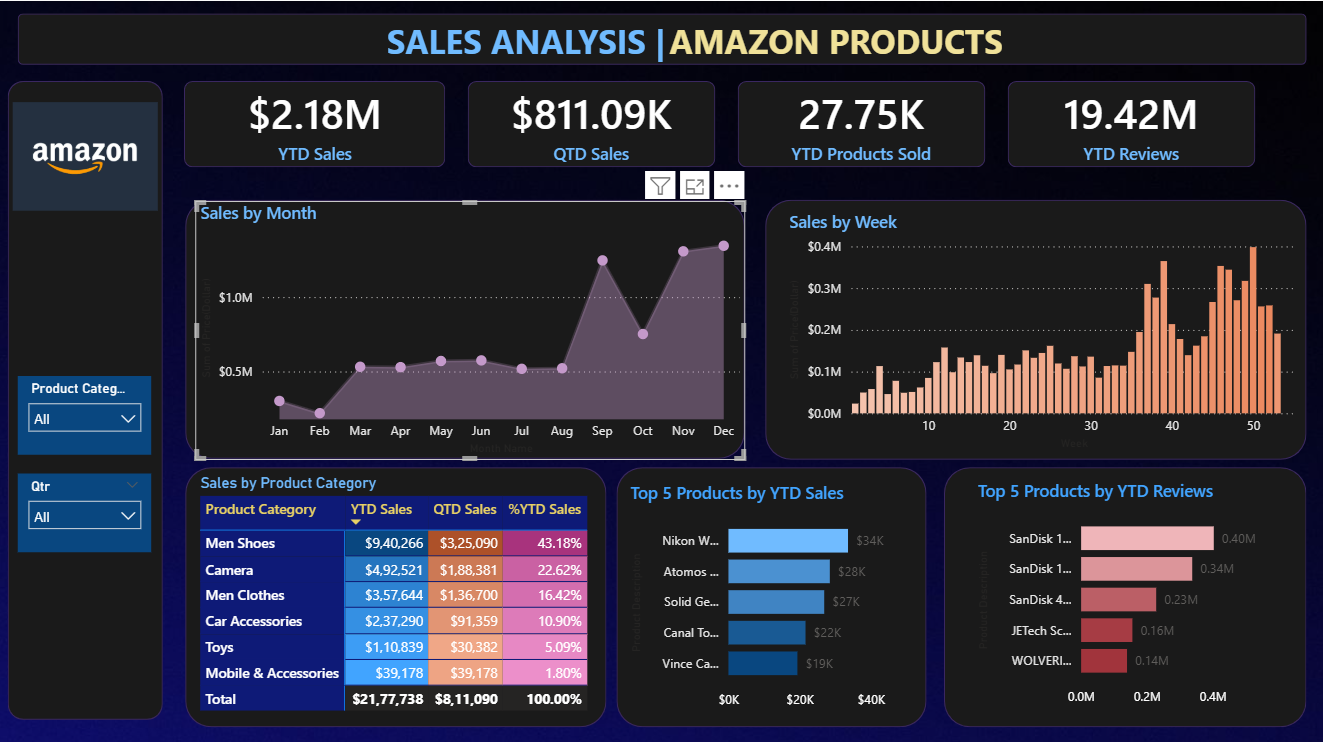 SALES ANALYSIS | AMAZON PRODUCTS
amazon
$2.18M
YTD Sales
$811.09K
QTD Sales
27.75K
YTD Products Sold
19.42M
YTD Reviews
Product Categ...
All
Qtr
All
Sales by Month
$1.0M
$0.5M
Jan Feb Mar Apr May Jun Jul Aug Sep Oct Nov Dec
Month Name
Sales by Week
$0.4M
$0.3M
$0.2M
$0.1M
$0.0M
10 20 30 40 50
Week
Sales by Product Category
Product Category YTD Sales QTD Sales %YTD Sales
Men Shoes $9,40,266 $3,25,090 43.18%
Camera $4,92,521 $1,88,381 22.62%
Men Clothes $3,57,644 $1,36,700 16.42%
Car Accessories $2,37,290 $91,359 10.90%
Toys $1,10,839 $30,382 5.09%
Mobile & Accessories $39,178 $39,178 1.80%
Total $21,77,738 $8,11,090 100.00%
Top 5 Products by YTD Sales
Product Description
Nikon W... $34K
Atomos ... $28K
Solid Ge... $27K
Canal To... $22K
Vince Ca... $19K
$0K $20K $40K
Top 5 Products by YTD Reviews
Product Description
SanDisk 1... 0.40M
SanDisk 1... 0.34M
SanDisk 4... 0.23M
JETech Sc... 0.16M
WOLVERI... 0.14M
0.0M 0.2M 0.4M